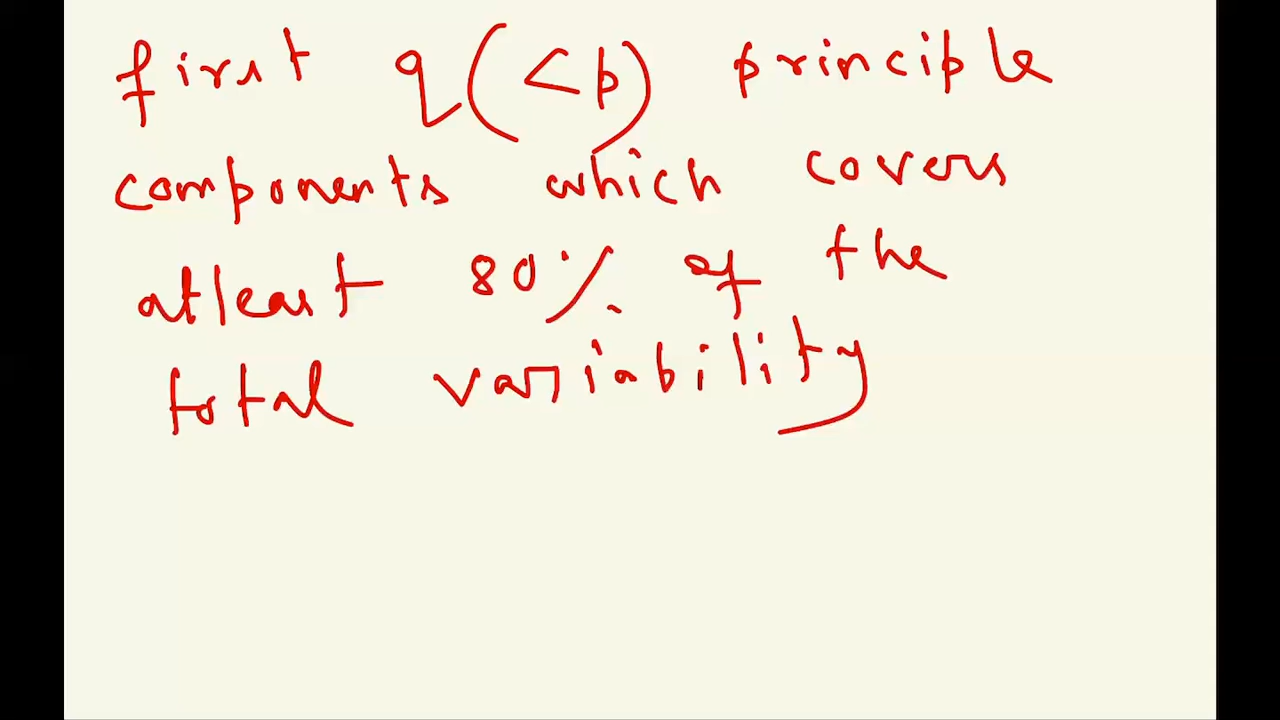 first q (<p) principle
components which covers
atleast 80% of the
total variability